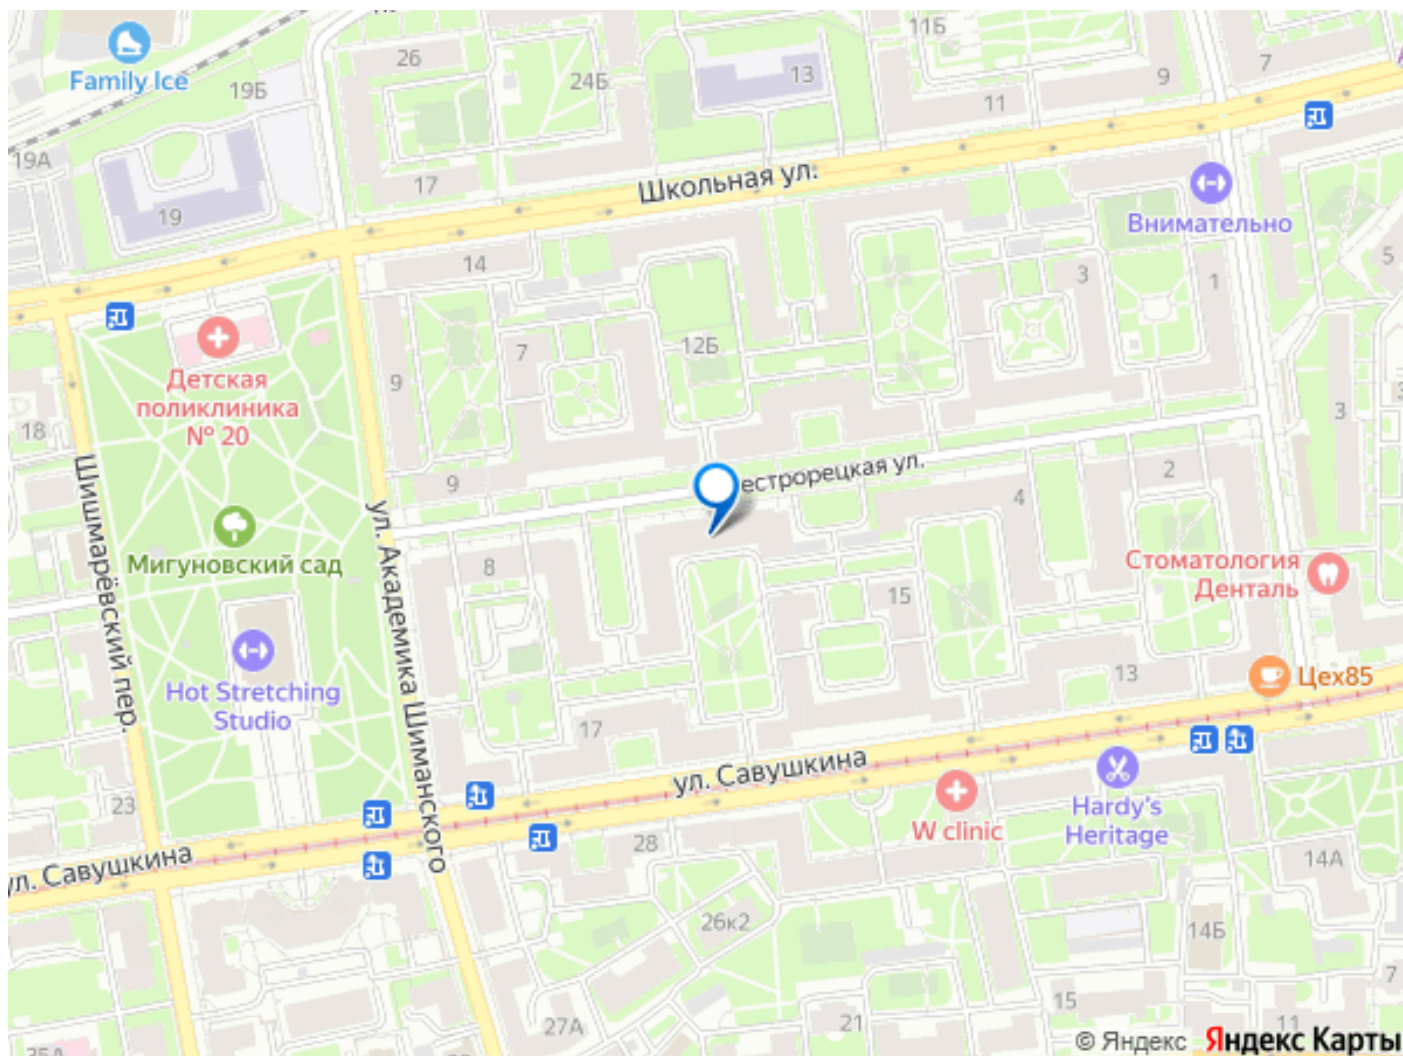 11Б
26
Family Ice
19Б
24Б
13
7
9
11
19А
17
Школьная ул.
19
Внимательно
14
3
1
5
12Б
7
Детская
поликлиника
№ 20
9
3
18
9
естрорецкая ул.
2
4
Шишмарёвский пер.
ул. Академика Шиманского
Мигуновский сад
8
Стоматология
Денталь
15
Hot Stretching
Studio
13
Цех85
17
ул. Савушкина
23
W clinic
Hardy's
Heritage
28
14А
ул. Савушкина
26к2
14Б
7
15
27А
21
11
35А
© Яндекс Яндекс Карты